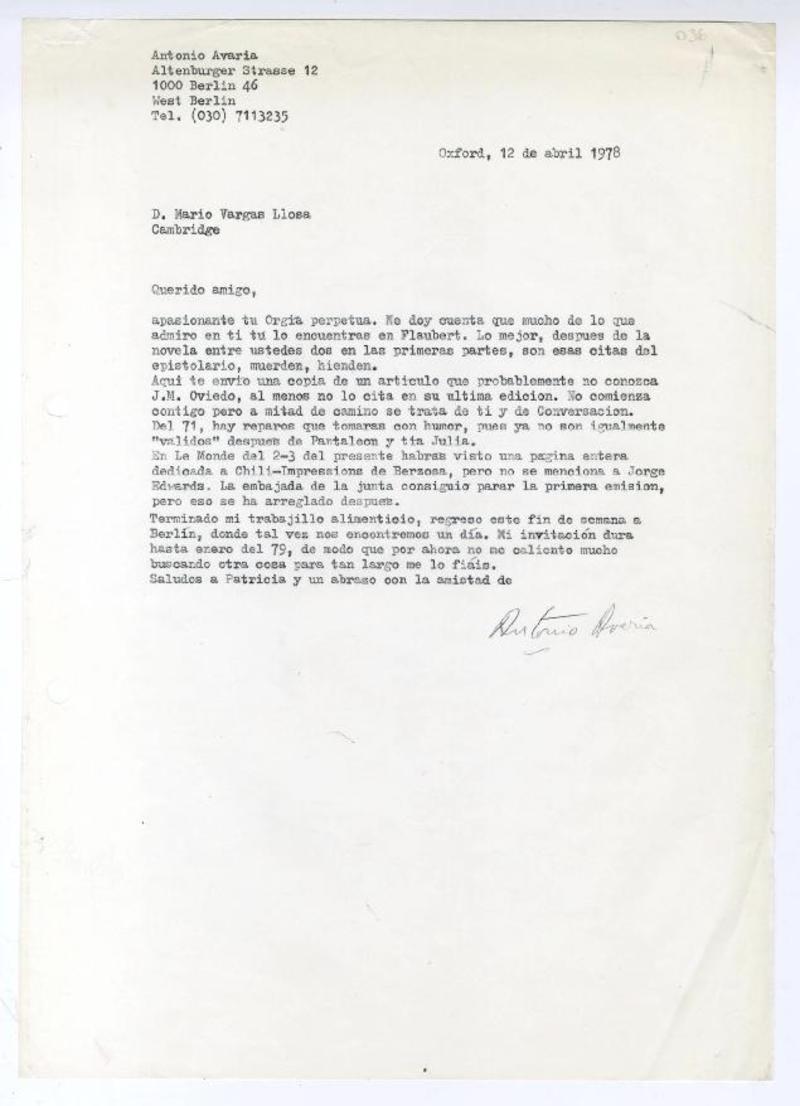 036
Antonio Avaria
Altenburger Strasse 12
1000 Berlin 46
West Berlin
Tel. (030) 7113235
Oxford, 12 de abril 1978
D. Mario Vargas Llosa
Cambridge
Querido amigo,
apasionante tu Orgía perpetua. Me doy cuenta que mucho de lo que
admiro en ti tú lo encuentras en Flaubert. Lo mejor, despues de la
novela entre ustedes dos en las primeras partes, son esas citas del
epistolario, muerden, hienden.
Aqui te envío una copia de un articulo que probablemente no conozca
J.M. Oviedo, al menos no lo cita en su ultima edicion. No comienza
contigo pero a mitad de camino se trata de ti y de Conversacion.
Del 71, hay reparos que tomaras con humor, pues ya no son igualmente
"validos" despues de Pantaleon y tia Julia.
En Le Monde del 2-3 del presente habras visto una pagina entera
dedicada a Chili-Impressions de Berzosa, pero no se menciona a Jorge
Edwards. La embajada de la junta consiguio parar la primera emision,
pero eso se ha arreglado despues.
Terminado mi trabajillo alimenticio, regreso este fin de semana a
Berlín, donde tal vez nos encontremos un día. Mi invitación dura
hasta enero del 79, de modo que por ahora no me caliento mucho
buscando otra cosa para tan largo me lo fiáis.
Saludos a Patricia y un abraso con la amistad de
Antonio Avaria